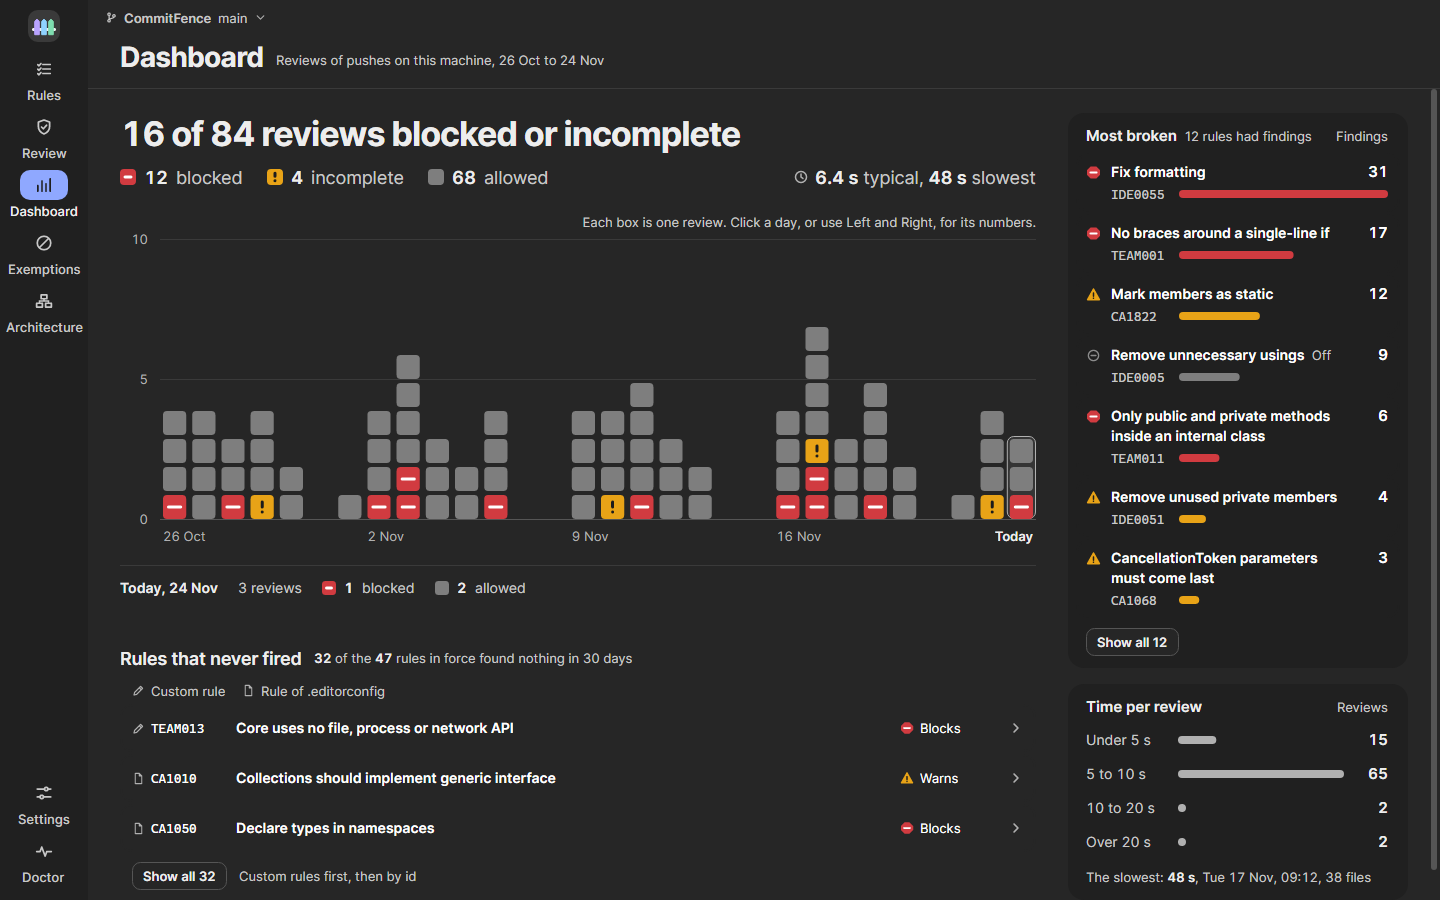 CommitFence main
Dashboard Reviews of pushes on this machine, 26 Oct to 24 Nov
Rules
Review
Dashboard
Exemptions
Architecture
Settings
Doctor
16 of 84 reviews blocked or incomplete
12 blocked 4 incomplete 68 allowed
6.4 s typical, 48 s slowest
Each box is one review. Click a day, or use Left and Right, for its numbers.
10
5
0
26 Oct 2 Nov 9 Nov 16 Nov Today
Today, 24 Nov 3 reviews 1 blocked 2 allowed
Rules that never fired 32 of the 47 rules in force found nothing in 30 days
Custom rule Rule of .editorconfig
TEAM013 Core uses no file, process or network API Blocks
CA1010 Collections should implement generic interface Warns
CA1050 Declare types in namespaces Blocks
Show all 32 Custom rules first, then by id
Most broken 12 rules had findings Findings
Fix formatting 31
IDE0055
No braces around a single-line if 17
TEAM001
Mark members as static 12
CA1822
Remove unnecessary usings Off 9
IDE0005
Only public and private methods 6
inside an internal class
TEAM011
Remove unused private members 4
IDE0051
CancellationToken parameters 3
must come last
CA1068
Show all 12
Time per review Reviews
Under 5 s 15
5 to 10 s 65
10 to 20 s 2
Over 20 s 2
The slowest: 48 s, Tue 17 Nov, 09:12, 38 files